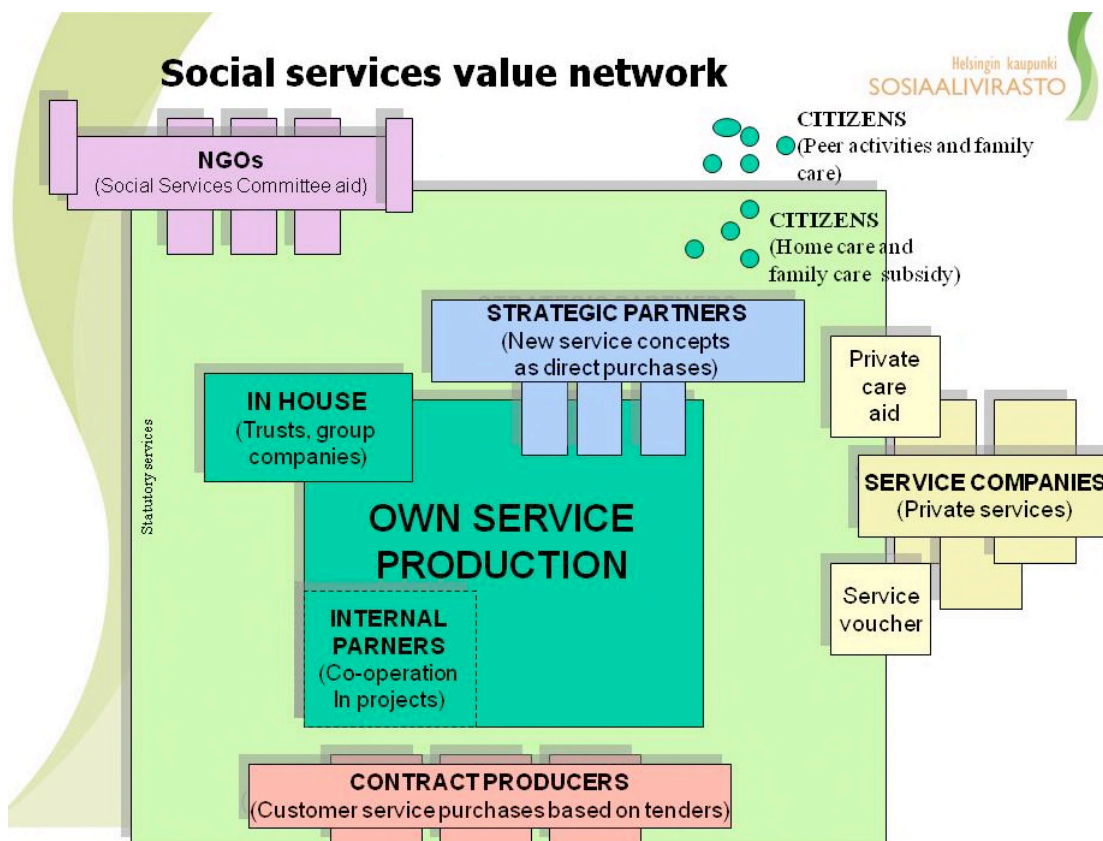 Social services value network
Helsingin kaupunki
SOSIAALIVIRASTO
NGOs
(Social Services Committee aid)
CITIZENS
(Peer activities and family
care)
CITIZENS
(Home care and
family care subsidy)
STRATEGIC PARTNERS
(New service concepts
as direct purchases)
IN HOUSE
(Trusts, group
companies)
Private
care
aid
SERVICE COMPANIES
(Private services)
Statutory services
OWN SERVICE
PRODUCTION
INTERNAL
PARNERS
(Co-operation
In projects)
Service
voucher
CONTRACT PRODUCERS
(Customer service purchases based on tenders)